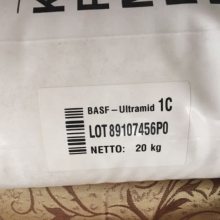 BASF-Ultramid 1C
LOT 89107456P0
NETTO: 20 kg